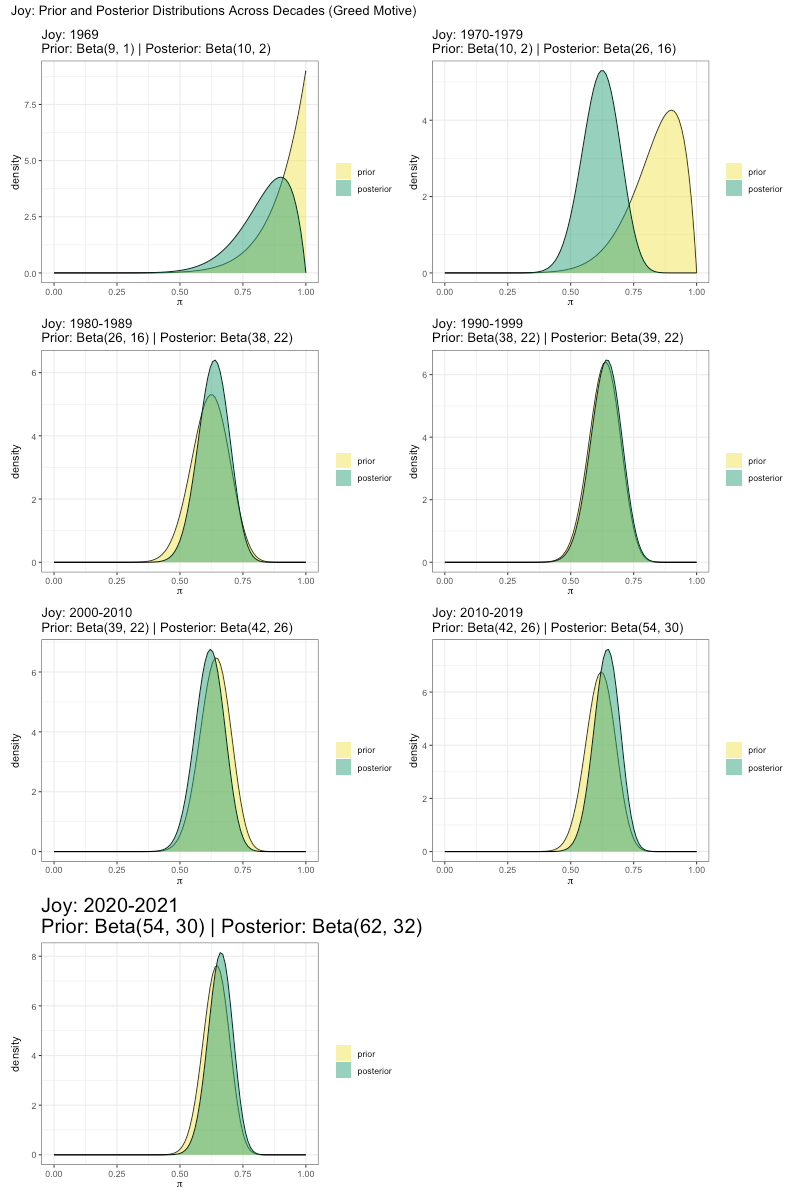 Joy: Prior and Posterior Distributions Across Decades (Greed Motive)
Joy: 1969
Prior: Beta(9, 1) | Posterior: Beta(10, 2)
density
7.5
5.0
2.5
0.0
0.00 0.25 0.50 0.75 1.00
π
prior
posterior
Joy: 1970-1979
Prior: Beta(10, 2) | Posterior: Beta(26, 16)
density
4
2
0
0.00 0.25 0.50 0.75 1.00
π
prior
posterior
Joy: 1980-1989
Prior: Beta(26, 16) | Posterior: Beta(38, 22)
density
6
4
2
0
0.00 0.25 0.50 0.75 1.00
π
prior
posterior
Joy: 1990-1999
Prior: Beta(38, 22) | Posterior: Beta(39, 22)
density
6
4
2
0
0.00 0.25 0.50 0.75 1.00
π
prior
posterior
Joy: 2000-2010
Prior: Beta(39, 22) | Posterior: Beta(42, 26)
density
6
4
2
0
0.00 0.25 0.50 0.75 1.00
π
prior
posterior
Joy: 2010-2019
Prior: Beta(42, 26) | Posterior: Beta(54, 30)
density
6
4
2
0
0.00 0.25 0.50 0.75 1.00
π
prior
posterior
Joy: 2020-2021
Prior: Beta(54, 30) | Posterior: Beta(62, 32)
density
8
6
4
2
0
0.00 0.25 0.50 0.75 1.00
π
prior
posterior